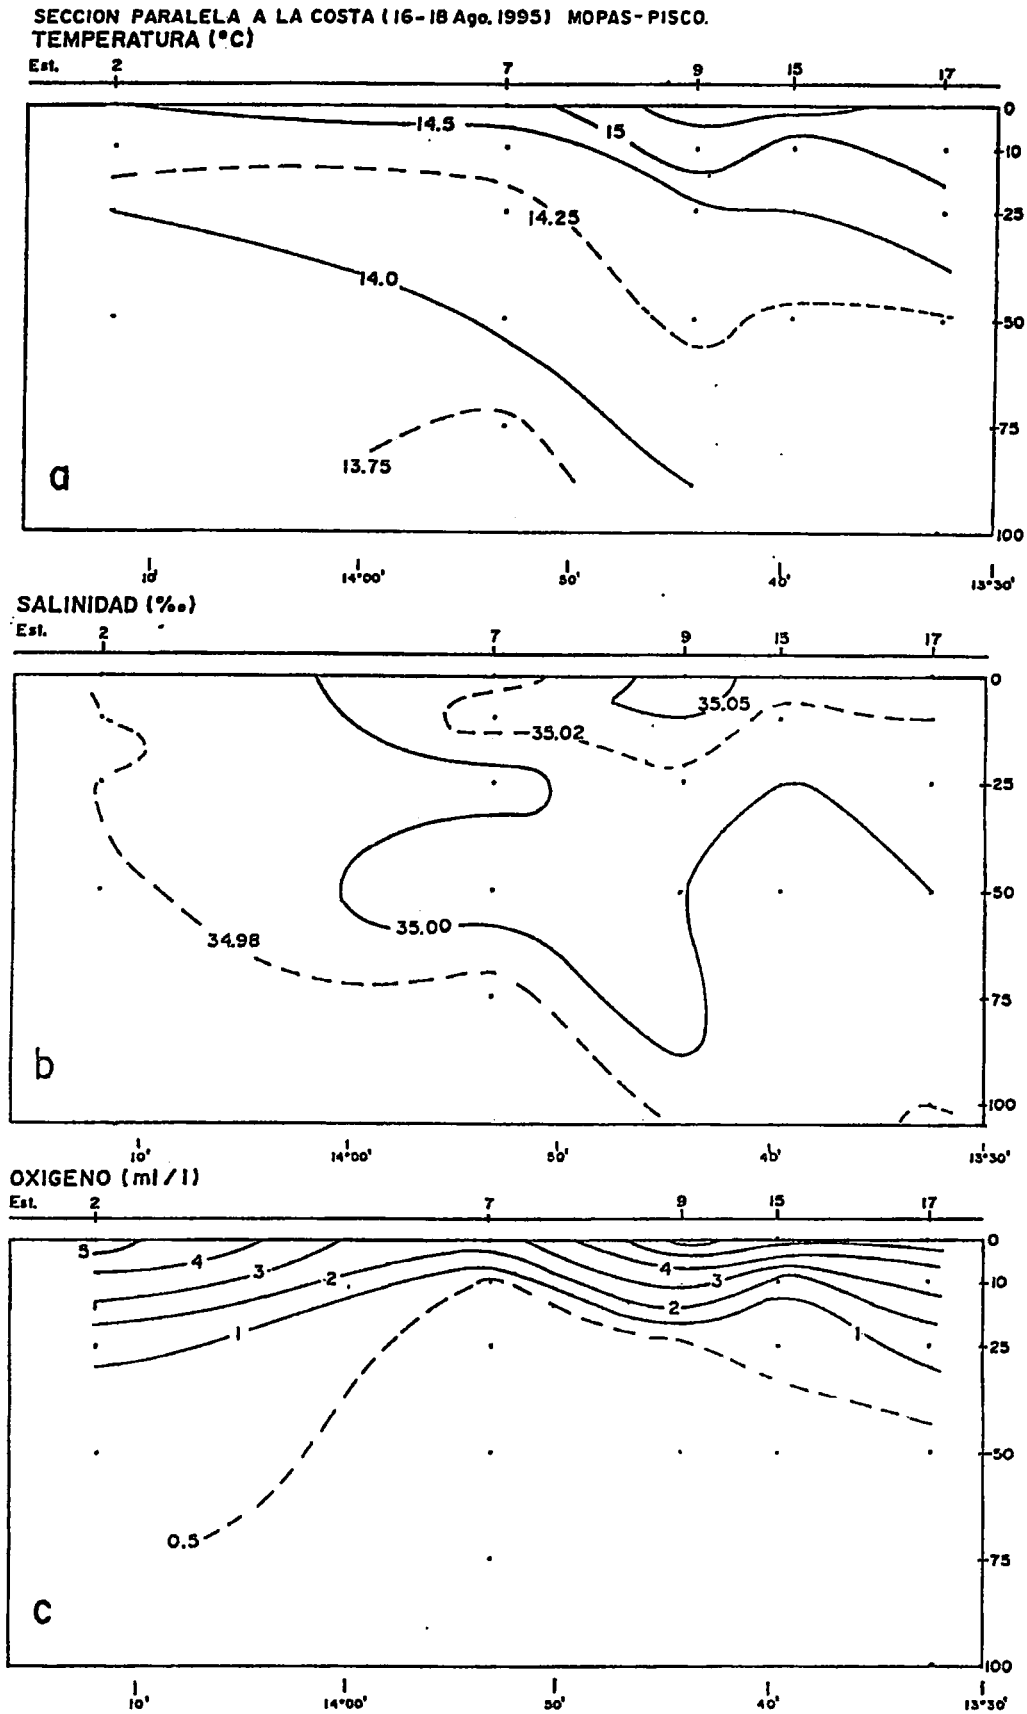 SECCION PARALELA A LA COSTA (16-18 Ago. 1995) MOPAS-PISCO.
TEMPERATURA (°C)
Est. 2 7 9 15 17
0
14.5
15
10
14.25
25
14.0
50
75
13.75
a
100
10' 14°00' 50' 40' 13°30'
SALINIDAD (‰)
Est. 2 7 9 15 17
0
35.05
35.02
25
50
35.00
34.98
75
b
100
10' 14°00' 50' 40' 13°30'
OXIGENO (ml/l)
Est. 2 7 9 15 17
5 0
4 3 2 4 3 10
2
1 1
25
50
0.5
75
c
100
10' 14°00' 50' 40' 13°30'